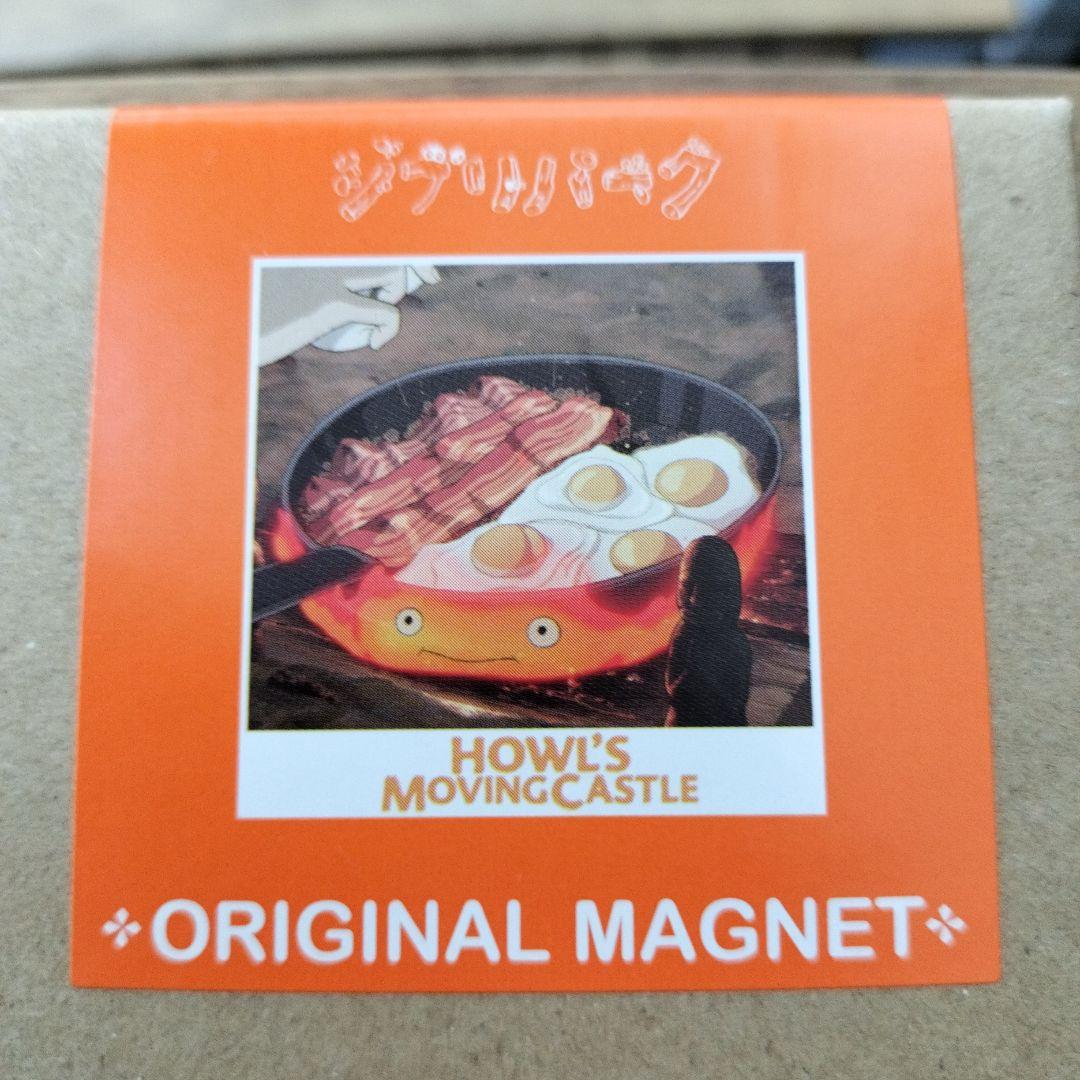 ジブリパーク
HOWL'S
MOVING CASTLE
ORIGINAL MAGNET